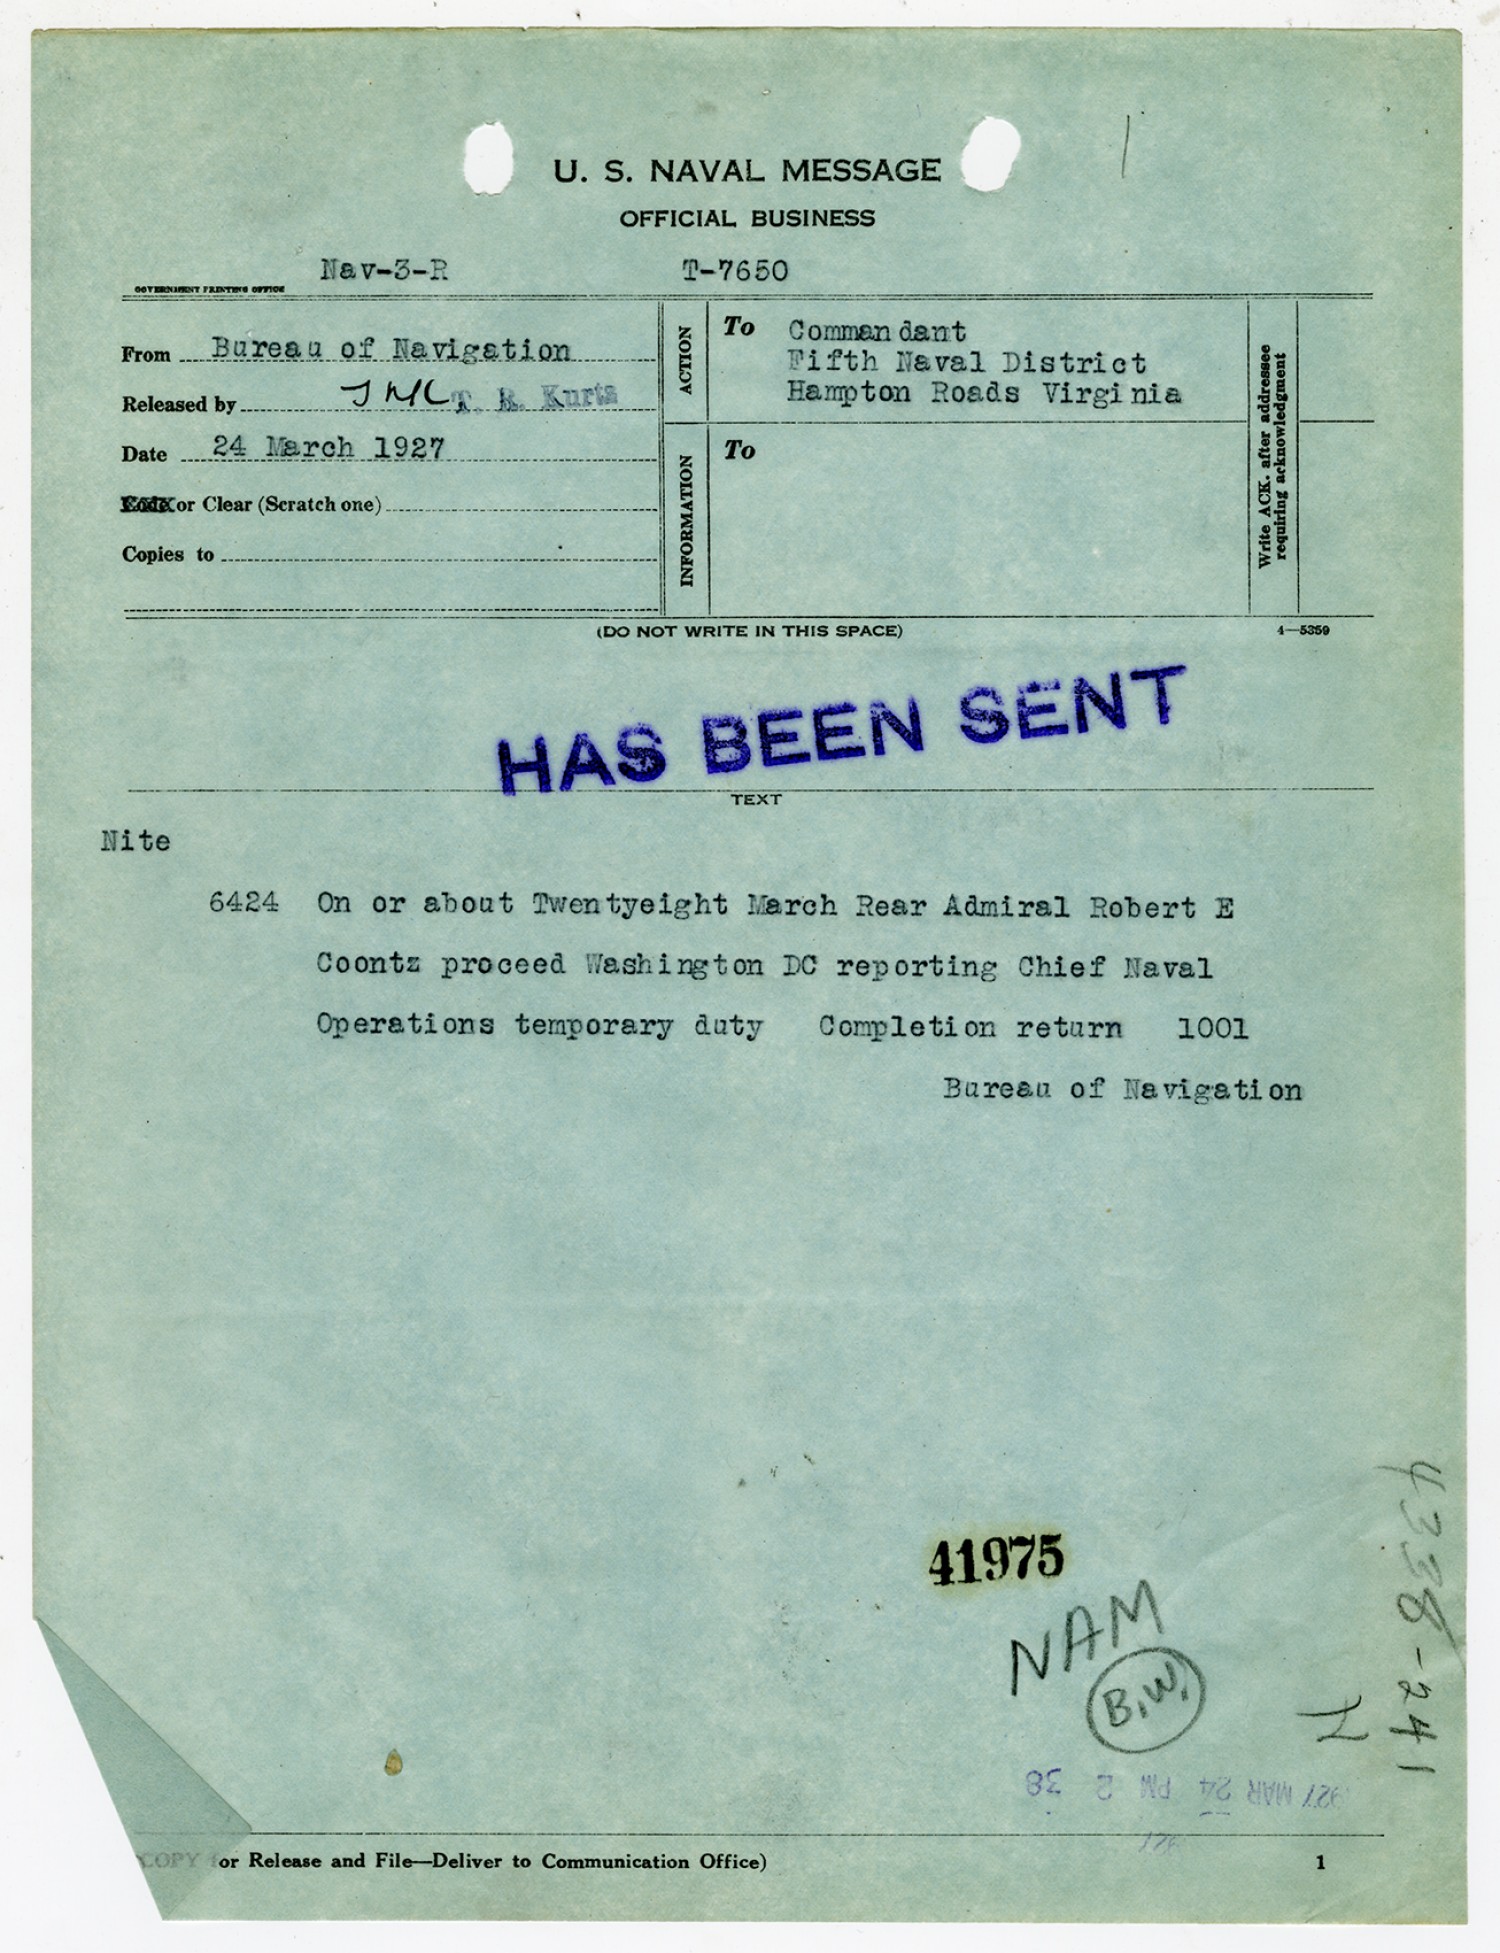 U. S. NAVAL MESSAGE
OFFICIAL BUSINESS
Nav-3-R T-7650
GOVERNMENT PRINTING OFFICE
From Bureau of Navigation
Released by T. R. Kurtz
Date 24 March 1927
Code or Clear (Scratch one)
Copies to
ACTION
To Commandant
Fifth Naval District
Hampton Roads Virginia
INFORMATION
To
Write ACK. after addressee
requiring acknowledgment
(DO NOT WRITE IN THIS SPACE)
4—5359
HAS BEEN SENT
TEXT
Nite
6424 On or about Twentyeight March Rear Admiral Robert E
Coontz proceed Washington DC reporting Chief Naval
Operations temporary duty Completion return 1001
Bureau of Navigation
41975
NAM
B.W.
4338-241
927 MAR 24 PM 2 38
COPY for Release and File—Deliver to Communication Office)
1